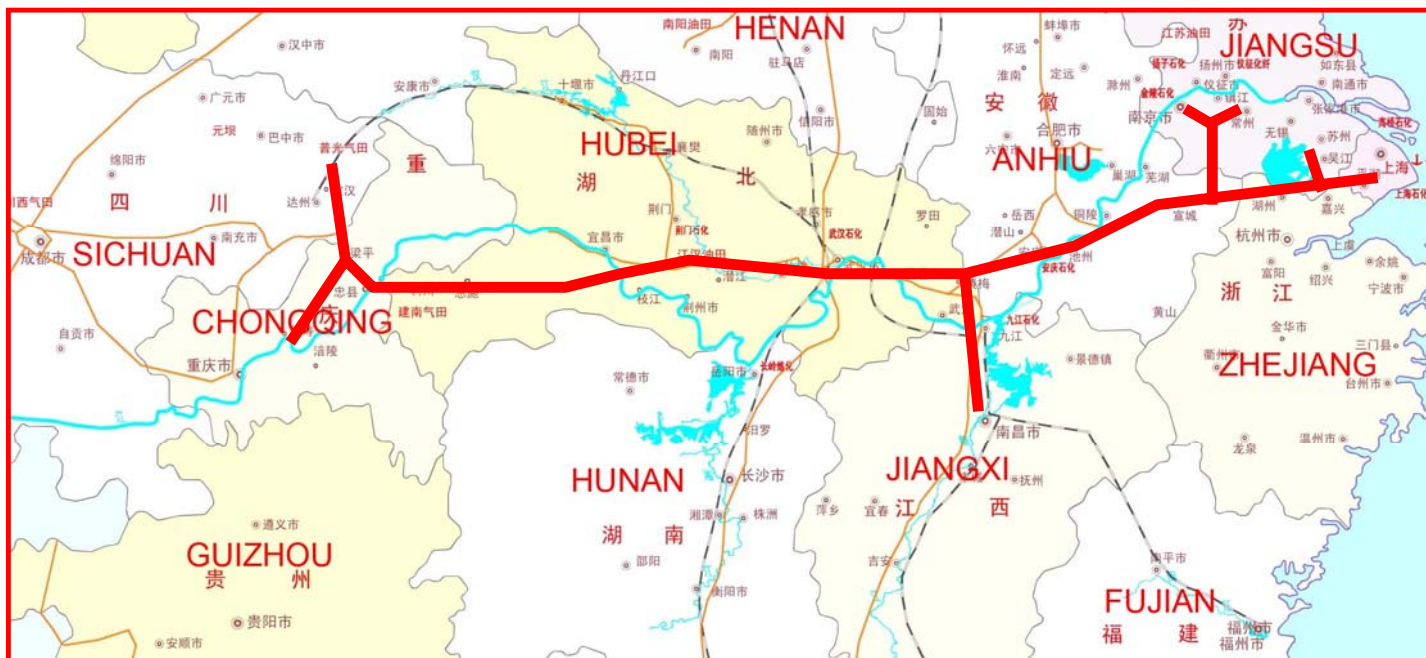 汉中市
广元市
元坝
巴中市
绵阳市
普光气田
达州
四 川
川西气田
SICHUAN
成都市
南充市
梁平
忠县
重
庆
CHONGQING
自贡市
重庆市
涪陵
建南气田
安康市
十堰市
丹江口
南阳油田
南阳
HENAN
驻马店
信阳市
固始
随州市
襄樊
HUBEI
湖 北
荆门
荆门石化
宜昌市
江汉油田
潜江
枝江
荆州市
孝感市
武汉石化
罗田
蚌埠市
怀远
淮南
定远
滁州
安 徽
合肥市
六安市
ANHIU
巢湖
芜湖
岳西
潜山
铜陵
池州
安庆石化
宣城
黄山
苏
JIANGSU
江苏油田
扬子石化
扬州市
仪征化纤
仪征市
金陵石化
镇江
南京市
常州
如东县
南通市
张家港市
无锡
苏州
吴江
高桥石化
上海
上海石化
湖州
嘉兴
杭州市
上虞
余姚
宁波市
富阳
绍兴
浙 江
金华市
三门县
衢州市
ZHEJIANG
台州市
龙泉
温州市
九江石化
九江
景德镇
南昌市
JIANGXI
江 西
抚州
萍乡
宜春
吉安
常德市
岳阳市
长岭炼化
汨罗
HUNAN
湖 南
长沙市
湘潭
株洲
邵阳
衡阳市
遵义市
GUIZHOU
贵 州
贵阳市
安顺市
南平市
FUJIAN
福 建
福州市
福州市